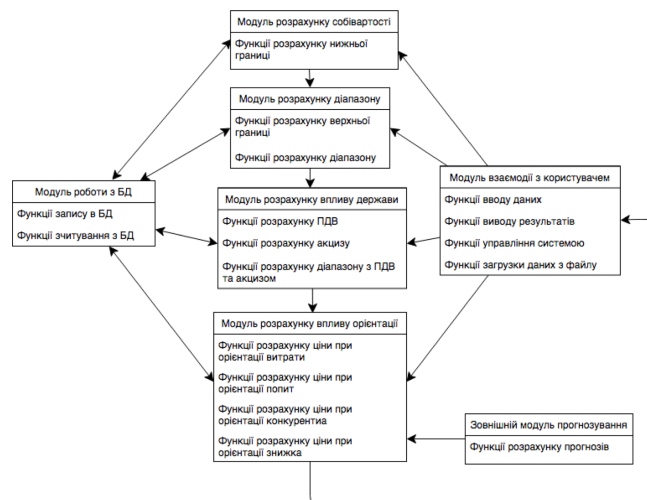 Модуль розрахунку собівартості
Функції розрахунку нижньої
границі
Модуль розрахунку діапазону
Функції розрахунку верхньої
границі
Функції розрахунку діапазону
Модуль роботи з БД
Функції запису в БД
Функції зчитування з БД
Модуль розрахунку впливу держави
Функції розрахунку ПДВ
Функції розрахунку акцизу
Функції розрахунку діапазону з ПДВ
та акцизом
Модуль взаємодії з користувачем
Функції вводу даних
Функції виводу результатів
Функції управління системою
Функції загрузки даних з файлу
Модуль розрахунку впливу орієнтації
Функції розрахунку ціни при
орієнтації витрати
Функції розрахунку ціни при
орієнтації попит
Функції розрахунку ціни при
орієнтації конкурентиа
Функції розрахунку ціни при
орієнтації знижка
Зовнішній модуль прогнозування
Функції розрахунку прогнозів